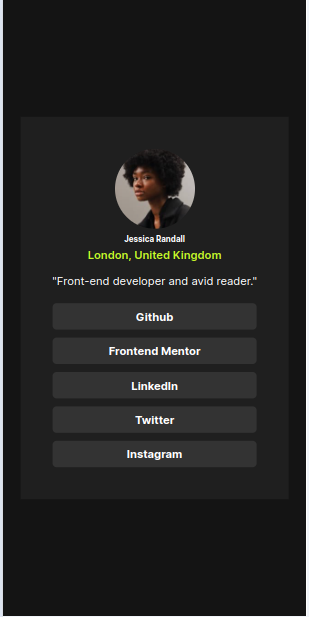 Jessica Randall
London, United Kingdom
"Front-end developer and avid reader."
Github
Frontend Mentor
LinkedIn
Twitter
Instagram